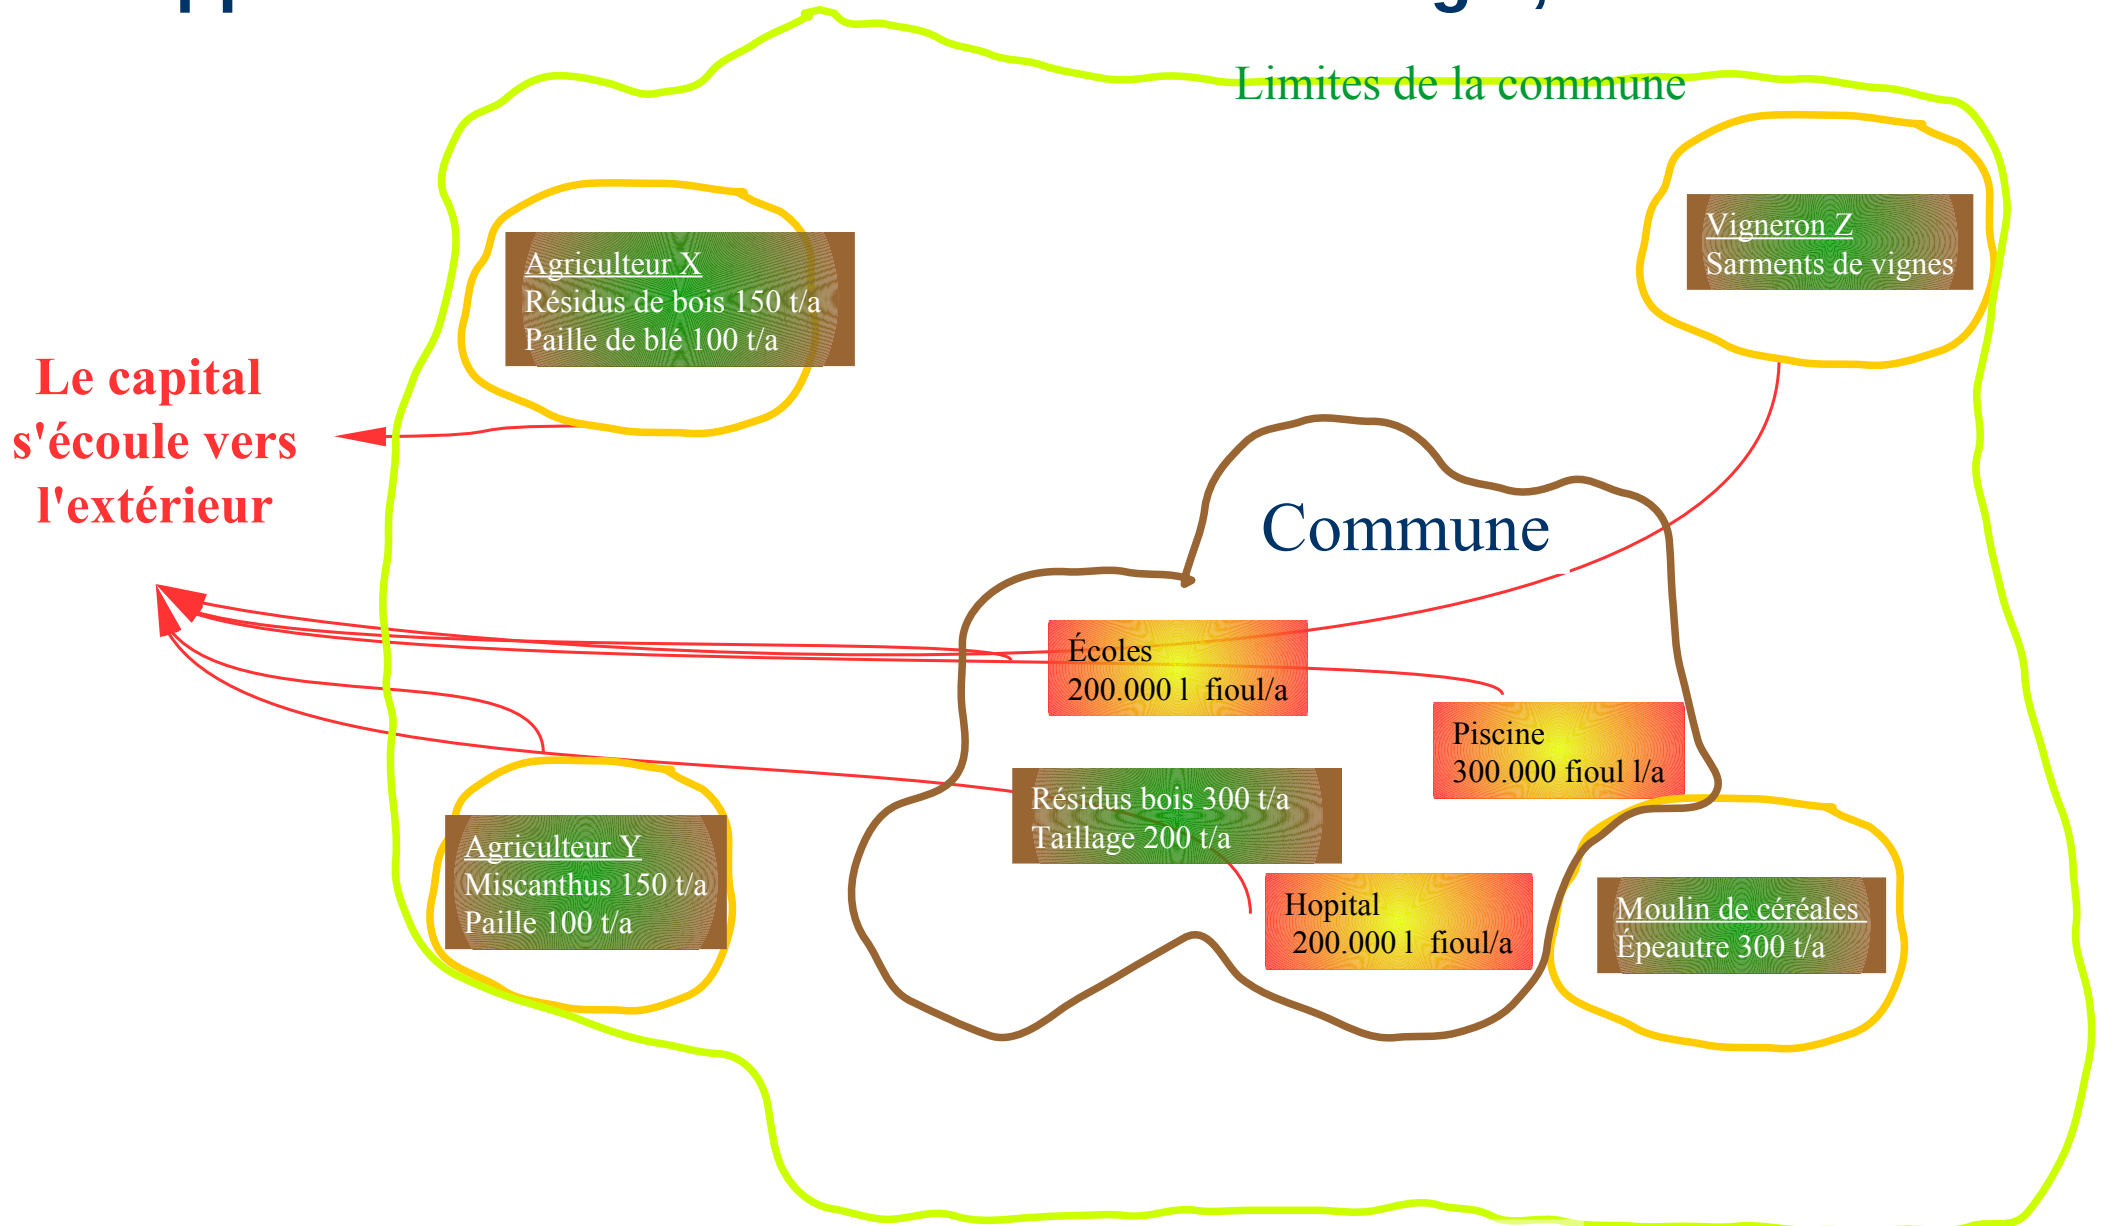 Limites de la commune
Vigneron Z
Sarments de vignes
Agriculteur X
Résidus de bois 150 t/a
Paille de blé 100 t/a
Le capital
s'écoule vers
l'extérieur
Commune
Écoles
200.000 l  fioul/a
Piscine
300.000 fioul l/a
Résidus bois 300 t/a
Taillage 200 t/a
Agriculteur Y
Miscanthus 150 t/a
Paille 100 t/a
Hopital
200.000 l  fioul/a
Moulin de céréales
Épeautre 300 t/a